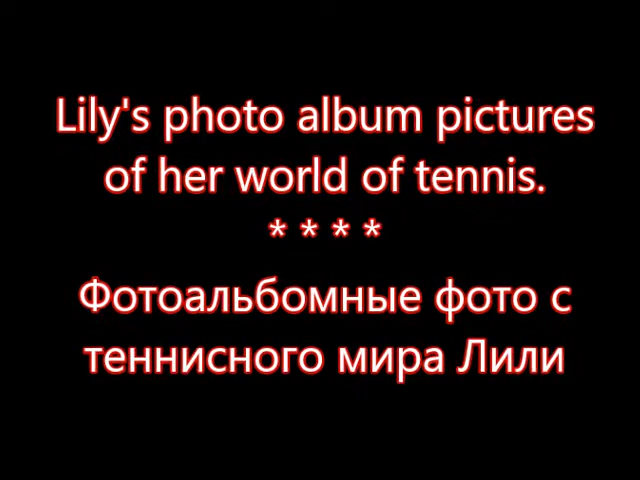 Lily's photo album pictures
of her world of tennis.
* * * *
Фотоальбомные фото с
теннисного мира Лили